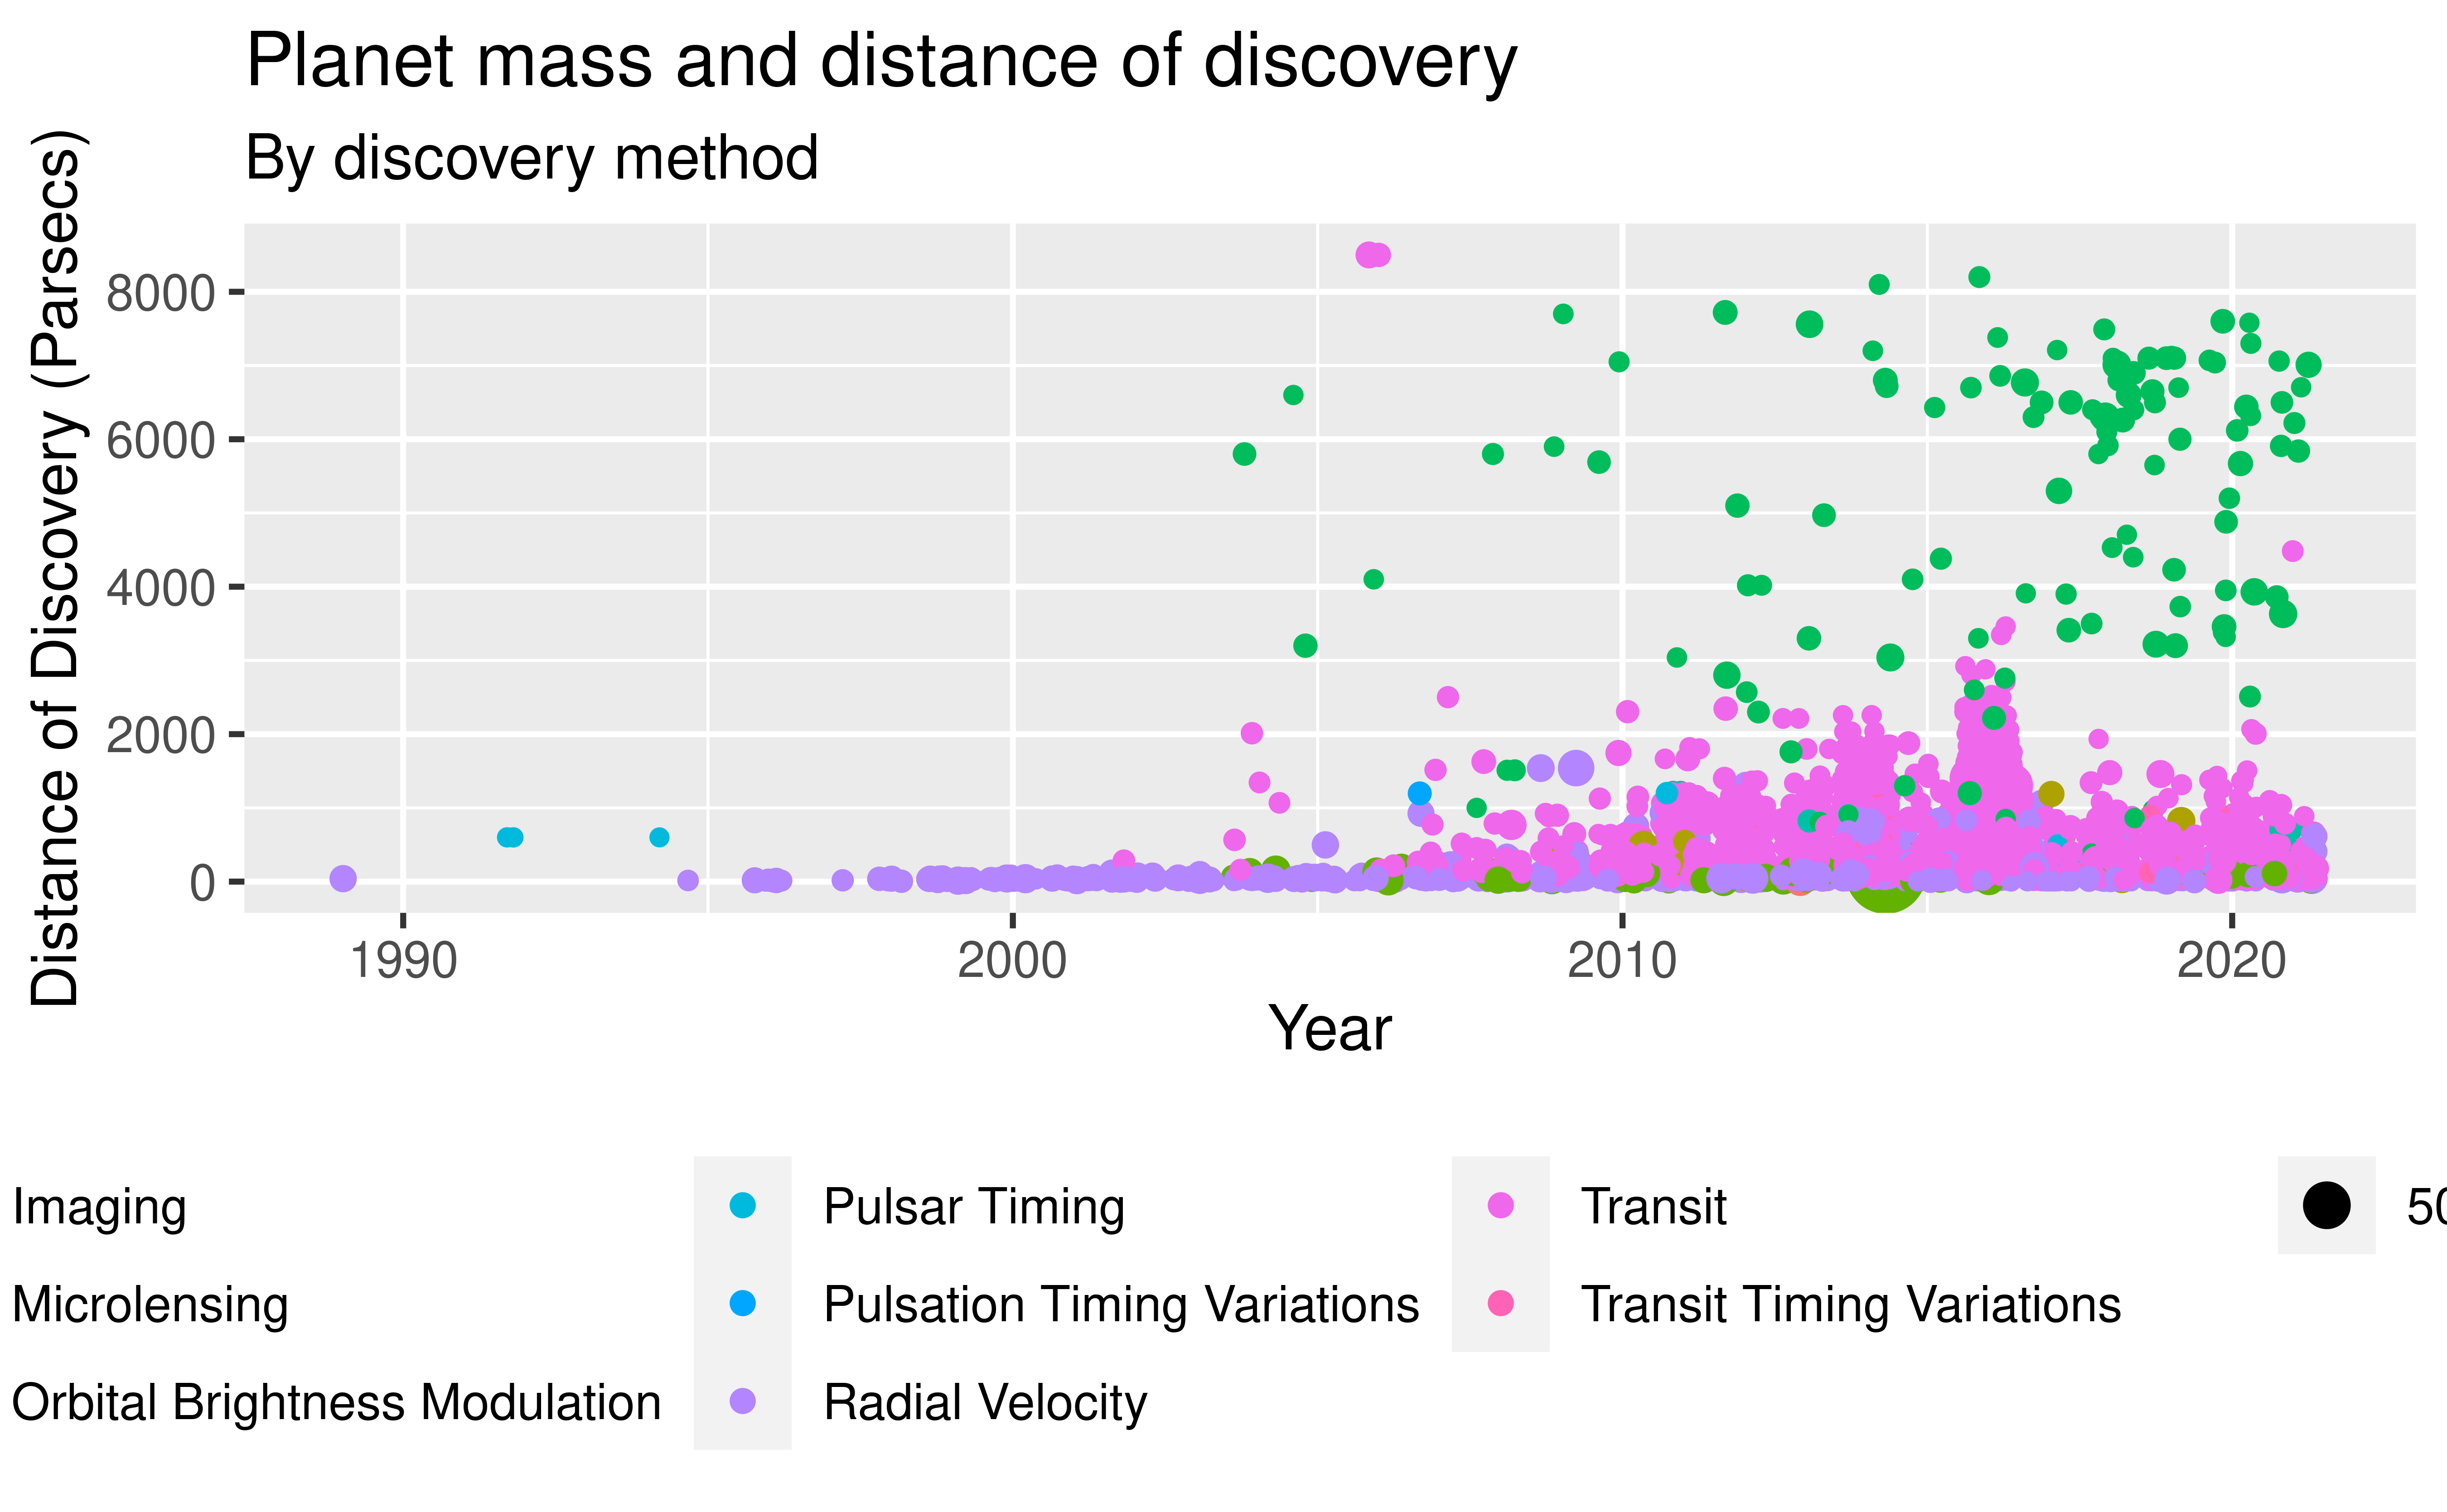 Planet mass and distance of discovery
By discovery method
Distance of Discovery (Parsecs)
8000
6000
4000
2000
0
1990 2000 2010 2020
Year
Imaging Pulsar Timing Transit 50
Microlensing Pulsation Timing Variations Transit Timing Variations
Orbital Brightness Modulation Radial Velocity